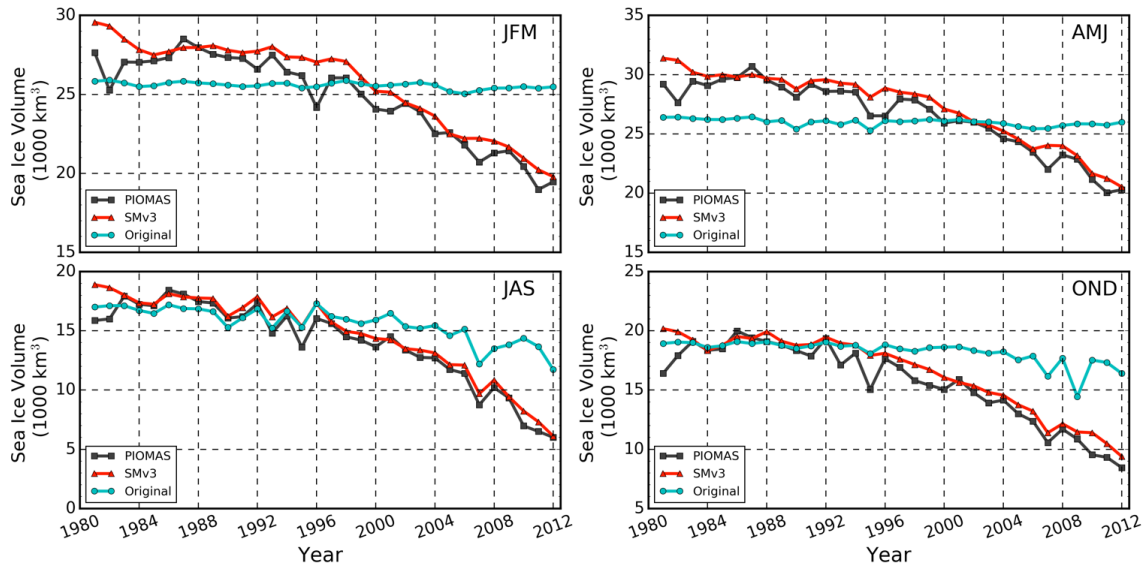 JFM
Sea Ice Volume
(1000 km³)
30
25
20
15
PIOMAS
SMv3
Original
AMJ
Sea Ice Volume
(1000 km³)
35
30
25
20
15
PIOMAS
SMv3
Original
JAS
Sea Ice Volume
(1000 km³)
20
15
10
5
0
PIOMAS
SMv3
Original
1980 1984 1988 1992 1996 2000 2004 2008 2012
Year
OND
Sea Ice Volume
(1000 km³)
25
20
15
10
5
PIOMAS
SMv3
Original
1980 1984 1988 1992 1996 2000 2004 2008 2012
Year